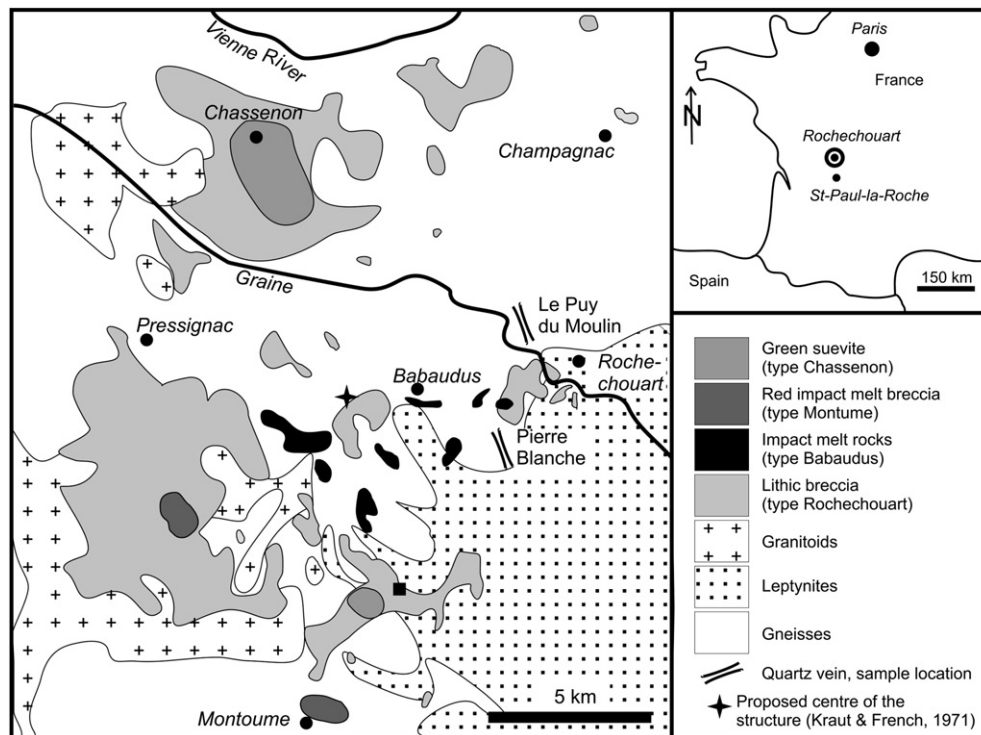 Vienne River
Chassenon
Champagnac
Graine
Pressignac
Le Puy
du Moulin
Roche-
chouart
Babaudus
Pierre
Blanche
Montoume
5 km
Paris
France
N
Rochechouart
St-Paul-la-Roche
Spain
150 km
Green suevite
(type Chassenon)
Red impact melt breccia
(type Montume)
Impact melt rocks
(type Babaudus)
Lithic breccia
(type Rochechouart)
Granitoids
Leptynites
Gneisses
Quartz vein, sample location
Proposed centre of the
structure (Kraut & French, 1971)